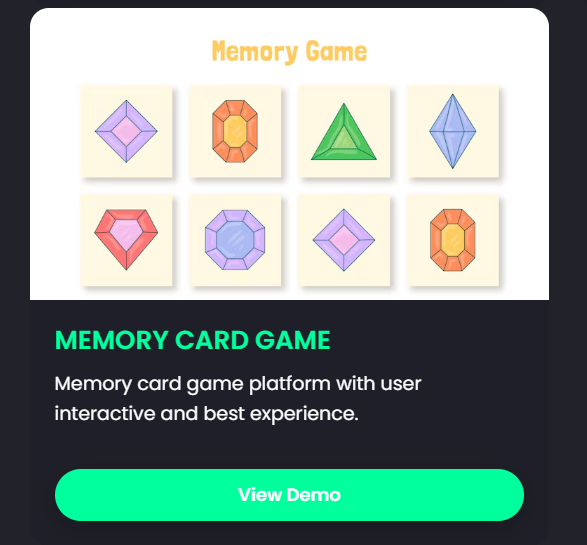 Memory Game
MEMORY CARD GAME
Memory card game platform with user
interactive and best experience.
View Demo